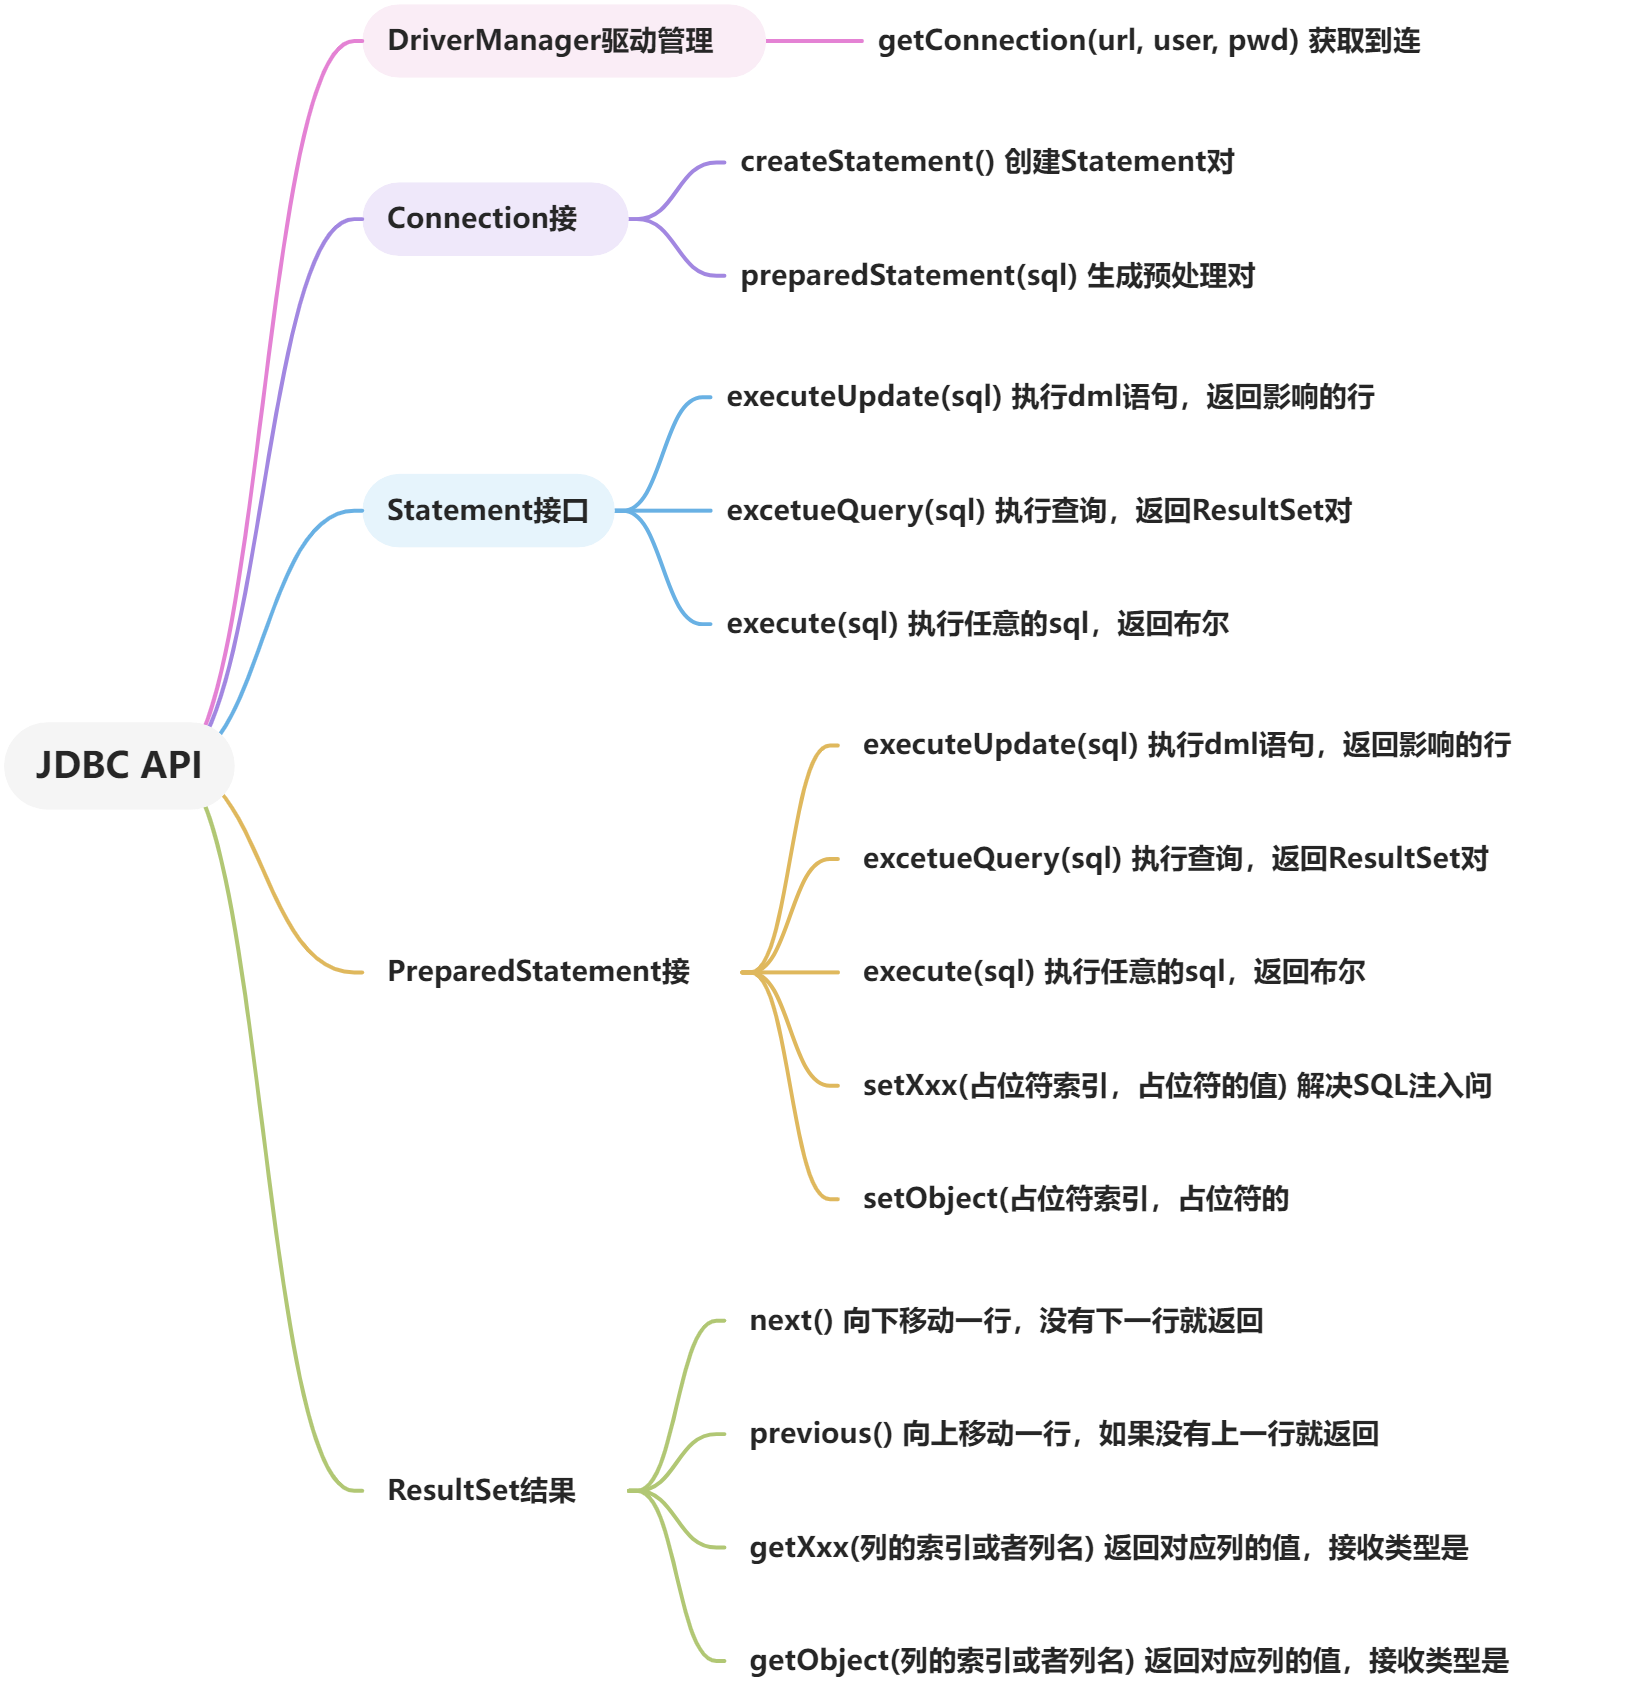 DriverManager驱动管理
getConnection(url, user, pwd) 获取到连
createStatement() 创建Statement对
Connection接
preparedStatement(sql) 生成预处理对
executeUpdate(sql) 执行dml语句，返回影响的行
Statement接口
excetueQuery(sql) 执行查询，返回ResultSet对
execute(sql) 执行任意的sql，返回布尔
JDBC API
executeUpdate(sql) 执行dml语句，返回影响的行
excetueQuery(sql) 执行查询，返回ResultSet对
PreparedStatement接
execute(sql) 执行任意的sql，返回布尔
setXxx(占位符索引，占位符的值) 解决SQL注入问
setObject(占位符索引，占位符的
next() 向下移动一行，没有下一行就返回
previous() 向上移动一行，如果没有上一行就返回
ResultSet结果
getXxx(列的索引或者列名) 返回对应列的值，接收类型是
getObject(列的索引或者列名) 返回对应列的值，接收类型是